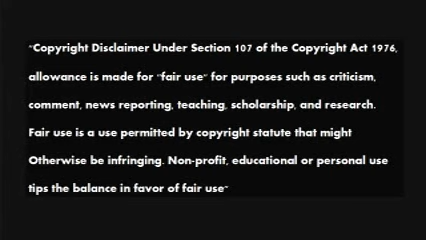 "Copyright Disclaimer Under Section 107 of the Copyright Act 1976,
allowance is made for "fair use" for purposes such as criticism,
comment, news reporting, teaching, scholarship, and research.
Fair use is a use permitted by copyright statute that might
Otherwise be infringing. Non-profit, educational or personal use
tips the balance in favor of fair use"